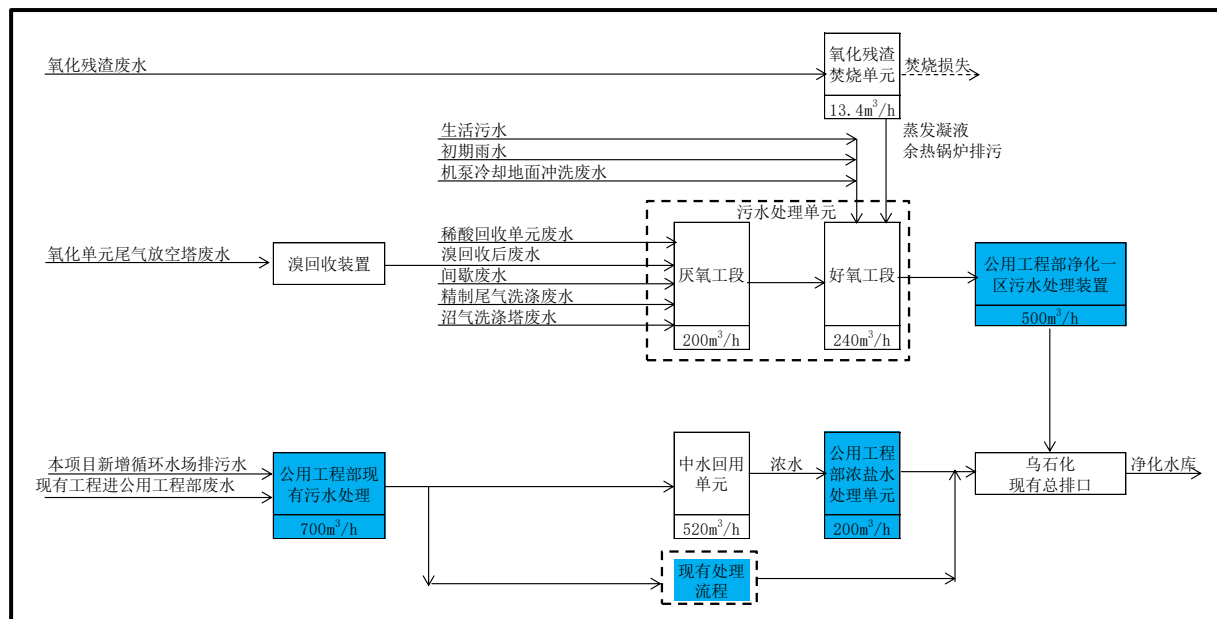 氧化残渣废水
氧化残渣
焚烧单元
13.4m³/h
焚烧损失
蒸发凝液
余热锅炉排污
生活污水
初期雨水
机泵冷却地面冲洗废水
污水处理单元
氧化单元尾气放空塔废水
溴回收装置
稀酸回收单元废水
溴回收后废水
间歇废水
精制尾气洗涤废水
沼气洗涤塔废水
厌氧工段
200m³/h
好氧工段
240m³/h
公用工程部净化一
区污水处理装置
500m³/h
本项目新增循环水场排污水
现有工程进公用工程部废水
公用工程部现
有污水处理
700m³/h
中水回用
单元
520m³/h
浓水
公用工程
部浓盐水
处理单元
200m³/h
乌石化
现有总排口
净化水库
现有处理
流程